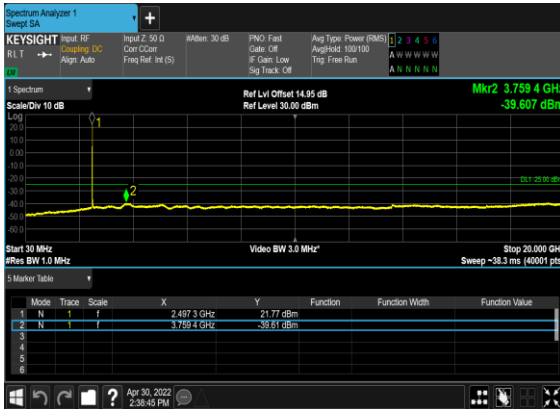 Spectrum Analyzer 1
Swept SA
+
KEYSIGHT Input: RF Input Z: 50 Ω #Atten: 30 dB PNO: Fast Avg Type: Power (RMS) 1 2 3 4 5 6
RLT Coupling: DC Corr CCorr Gate: Off Avg|Hold: 100/100 A W W W W W
Align: Auto Freq Ref: Int (S) IF Gain: Low Trig: Free Run
Sig Track: Off A N N N N N
LXI
1 Spectrum Ref Lvl Offset 14.95 dB Mkr2 3.759 4 GHz
Scale/Div 10 dB Ref Level 30.00 dBm -39.607 dBm
Log
20.0
10.0
0.00
-10.0
-20.0
-30.0
-40.0
-50.0
-60.0
1
2
DL1 -25.00 dBm
Start 30 MHz Video BW 3.0 MHz* Stop 20.000 GHz
#Res BW 1.0 MHz Sweep ~38.3 ms (40001 pts)
5 Marker Table
Mode Trace Scale X Y Function Function Width Function Value
1 N 1 f 2.497 3 GHz 21.77 dBm
2 N 1 f 3.759 4 GHz -39.61 dBm
3
4
5
6
? Apr 30, 2022
2:38:45 PM